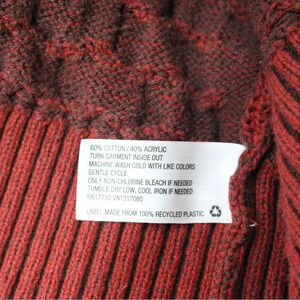 60% COTTON / 40% ACRYLIC
TURN GARMENT INSIDE OUT
MACHINE WASH COLD WITH LIKE COLORS
GENTLE CYCLE
ONLY NON-CHLORINE BLEACH IF NEEDED
TUMBLE DRY LOW, COOL IRON IF NEEDED
RN17730 VN1317080
LABEL MADE FROM 100% RECYCLED PLASTIC